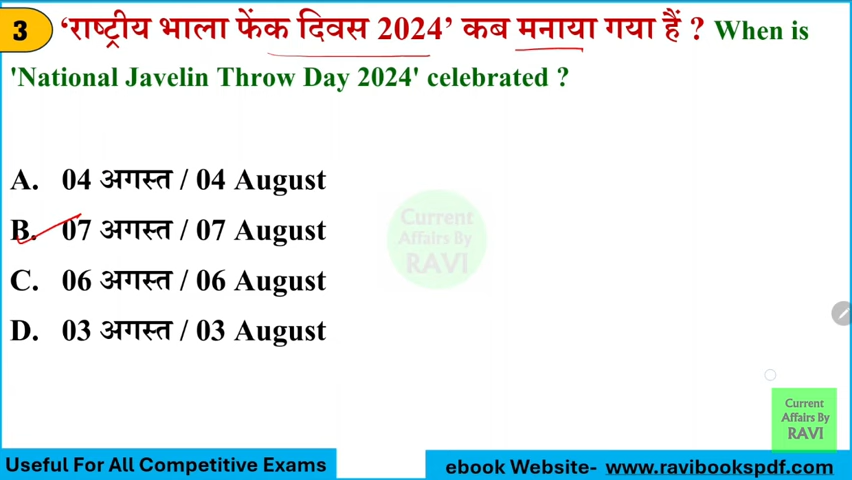 3
‘राष्ट्रीय भाला फेंक दिवस 2024’ कब मनाया गया हैं ? When is
'National Javelin Throw Day 2024' celebrated ?
A. 04 अगस्त / 04 August
B. 07 अगस्त / 07 August
C. 06 अगस्त / 06 August
D. 03 अगस्त / 03 August
Current
Affairs By
RAVI
Current
Affairs By
RAVI
Useful For All Competitive Exams
ebook Website- www.ravibookspdf.com